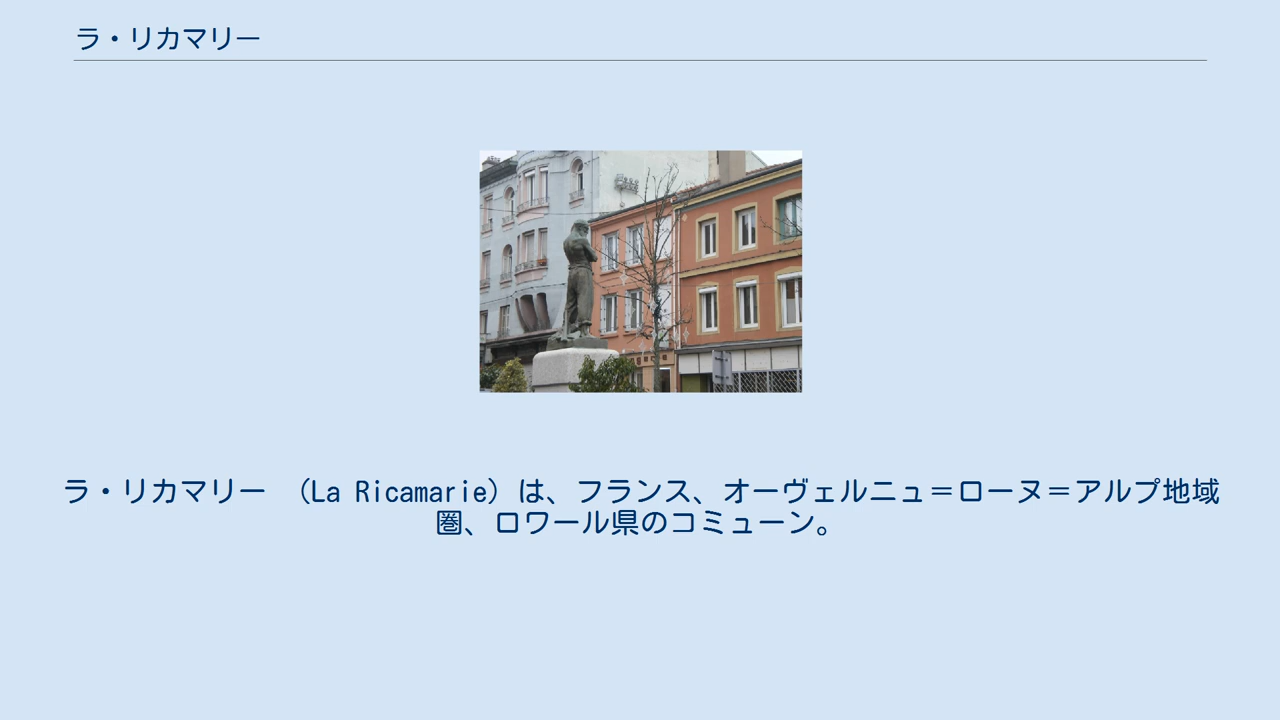 ラ・リカマリー
ラ・リカマリー （La Ricamarie）は、フランス、オーヴェルニュ＝ローヌ＝アルプ地域
圏、ロワール県のコミューン。